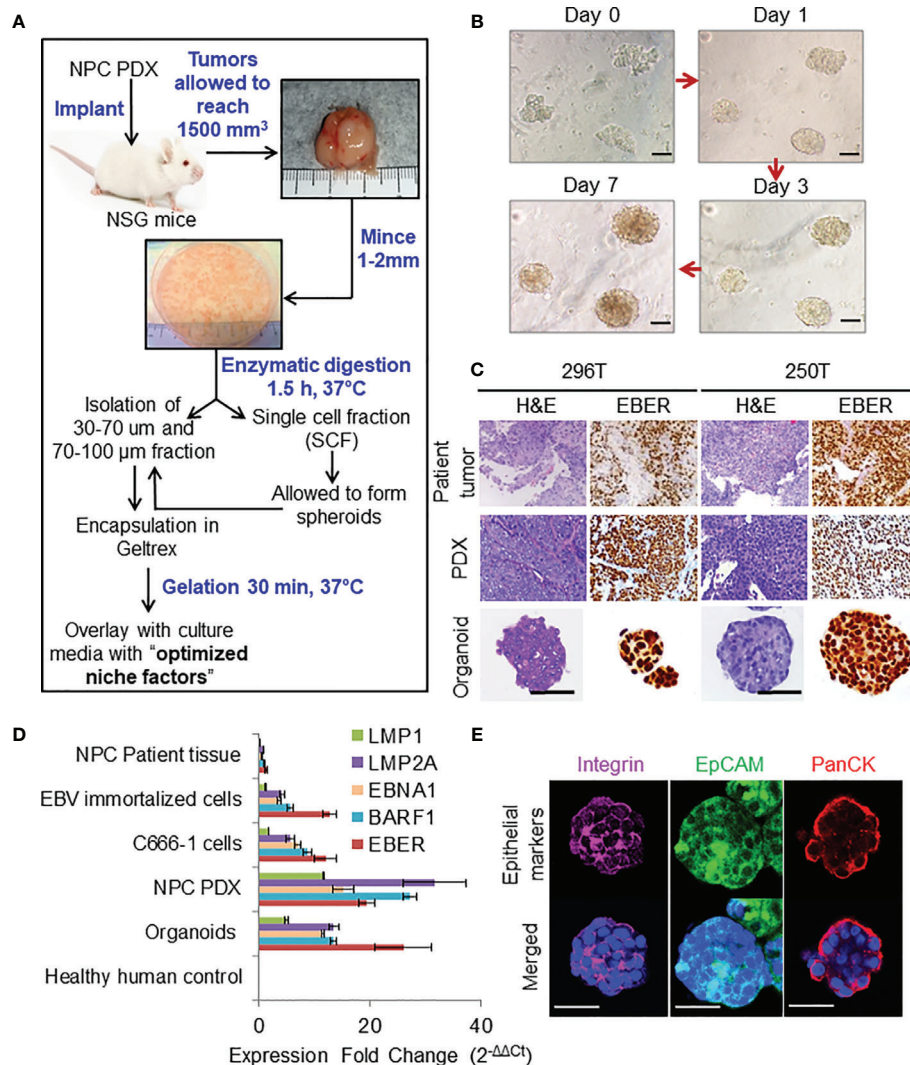 A
NPC PDX
Implant
NSG mice
Tumors
allowed to
reach
1500 mm³
Mince
1-2mm
Enzymatic digestion
1.5 h, 37°C
Isolation of
30-70 um and
70-100 µm fraction
Single cell fraction
(SCF)
Allowed to form
spheroids
Encapsulation in
Geltrex
Gelation 30 min, 37°C
Overlay with culture
media with “optimized
niche factors”
B
Day 0
Day 1
Day 7
Day 3
C
296T
250T
H&E
EBER
H&E
EBER
Patient
tumor
PDX
Organoid
D
NPC Patient tissue
EBV immortalized cells
C666-1 cells
NPC PDX
Organoids
Healthy human control
LMP1
LMP2A
EBNA1
BARF1
EBER
0
20
40
Expression Fold Change (2^-ΔΔCt)
E
Integrin
EpCAM
PanCK
Epithelial
markers
Merged